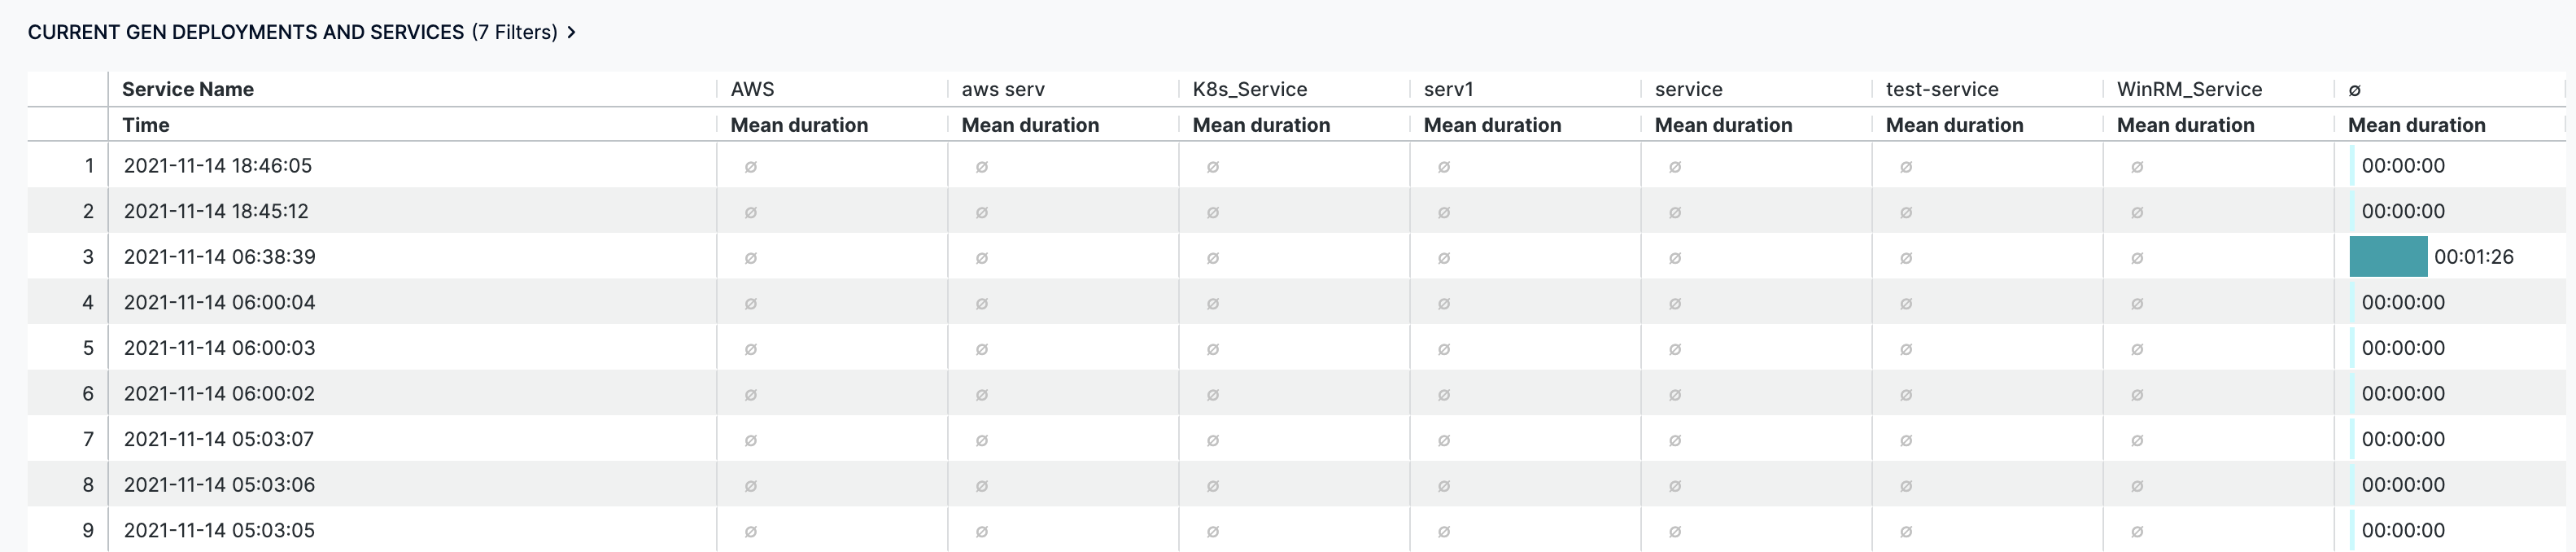 CURRENT GEN DEPLOYMENTS AND SERVICES (7 Filters) >
Service Name AWS aws serv K8s_Service serv1 service test-service WinRM_Service ∅
Time Mean duration Mean duration Mean duration Mean duration Mean duration Mean duration Mean duration Mean duration
1 2021-11-14 18:46:05 ∅ ∅ ∅ ∅ ∅ ∅ ∅ 00:00:00
2 2021-11-14 18:45:12 ∅ ∅ ∅ ∅ ∅ ∅ ∅ 00:00:00
3 2021-11-14 06:38:39 ∅ ∅ ∅ ∅ ∅ ∅ ∅ 00:01:26
4 2021-11-14 06:00:04 ∅ ∅ ∅ ∅ ∅ ∅ ∅ 00:00:00
5 2021-11-14 06:00:03 ∅ ∅ ∅ ∅ ∅ ∅ ∅ 00:00:00
6 2021-11-14 06:00:02 ∅ ∅ ∅ ∅ ∅ ∅ ∅ 00:00:00
7 2021-11-14 05:03:07 ∅ ∅ ∅ ∅ ∅ ∅ ∅ 00:00:00
8 2021-11-14 05:03:06 ∅ ∅ ∅ ∅ ∅ ∅ ∅ 00:00:00
9 2021-11-14 05:03:05 ∅ ∅ ∅ ∅ ∅ ∅ ∅ 00:00:00